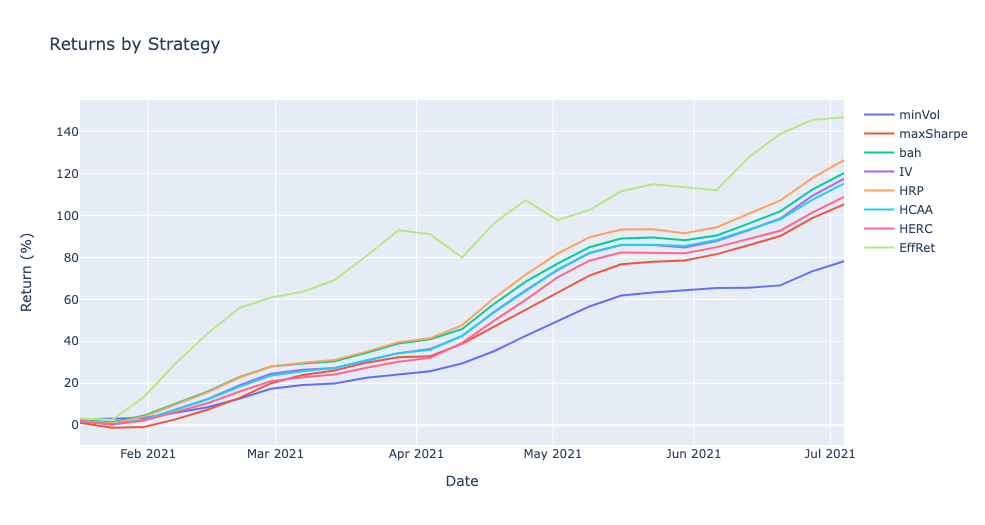 Returns by Strategy
Return (%)
140
120
100
80
60
40
20
0
Feb 2021
Mar 2021
Apr 2021
May 2021
Jun 2021
Jul 2021
Date
minVol
maxSharpe
bah
IV
HRP
HCAA
HERC
EffRet